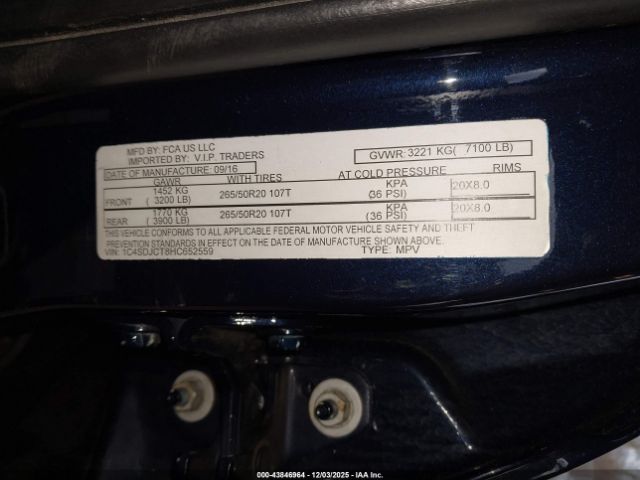 MFD BY: FCA US LLC
IMPORTED BY: V.I.P. TRADERS
GVWR: 3221 KG( 7100 LB)
DATE OF MANUFACTURE: 09/16 AT COLD PRESSURE RIMS
GAWR WITH TIRES
FRONT 1452 KG ( 3200 LB) 265/50R20 107T KPA (36 PSI) 20X8.0
REAR 1770 KG ( 3900 LB) 265/50R20 107T KPA (36 PSI) 20X8.0
THIS VEHICLE CONFORMS TO ALL APPLICABLE FEDERAL MOTOR VEHICLE SAFETY AND THEFT
PREVENTION STANDARDS IN EFFECT ON THE DATE OF MANUFACTURE SHOWN ABOVE.
VIN: 1C4SDJCT8HC652559 TYPE: MPV
000-43846964 - 12/03/2025 - IAA Inc.